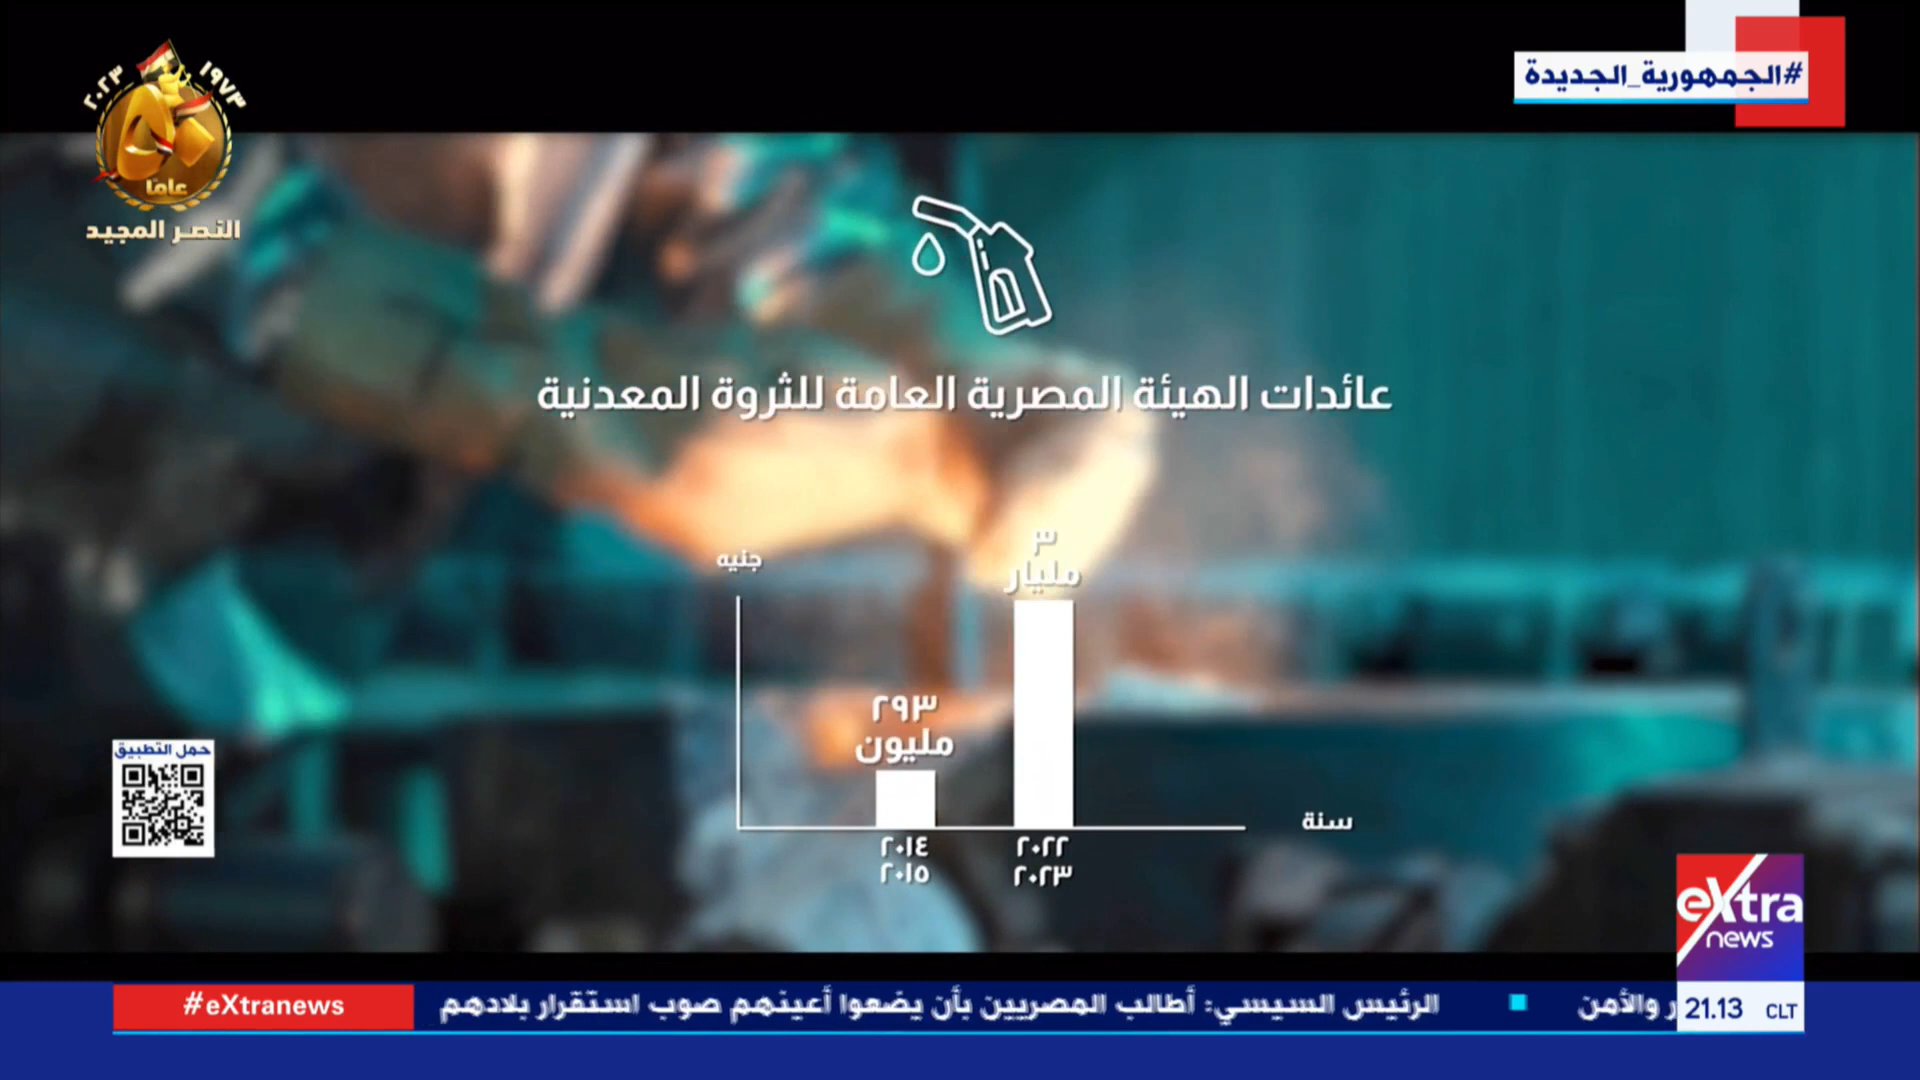 #الجمهورية_الجديدة
١٩٧٣ ٢٠٢٣
٥٠
عامًا
النصر المجيد
عائدات الهيئة المصرية العامة للثروة المعدنية
جنيه
٣
مليار
٢٩٣
مليون
٢٠١٤
٢٠١٥
٢٠٢٢
٢٠٢٣
سنة
حمل التطبيق
eXtra
news
#eXtranews
ر والأمن
الرئيس السيسي: أطالب المصريين بأن يضعوا أعينهم صوب استقرار بلادهم
21.13 CLT